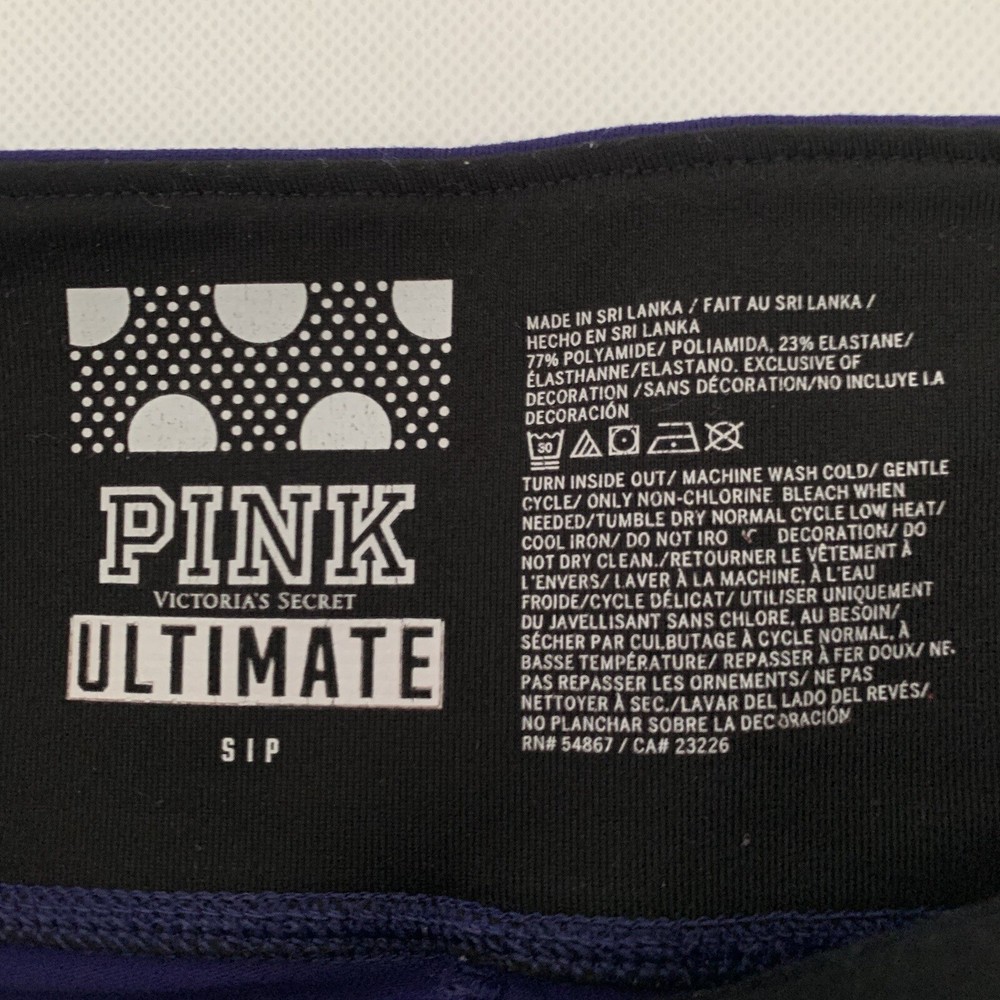 PINK
VICTORIA'S SECRET
ULTIMATE
S I P
MADE IN SRI LANKA / FAIT AU SRI LANKA /
HECHO EN SRI LANKA
77% POLYAMIDE/ POLIAMIDA, 23% ELASTANE/
ÉLASTHANNE/ELASTANO. EXCLUSIVE OF
DECORATION /SANS DÉCORATION/NO INCLUYE LA
DECORACIÓN
30
TURN INSIDE OUT/ MACHINE WASH COLD/ GENTLE
CYCLE/ ONLY NON-CHLORINE BLEACH WHEN
NEEDED/TUMBLE DRY NORMAL CYCLE LOW HEAT/
COOL IRON/ DO NOT IRO DECORATION/ DO
NOT DRY CLEAN./RETOURNER LE VÊTEMENT À
L'ENVERS/ LAVER À LA MACHINE, À L'EAU
FROIDE/CYCLE DÉLICAT/ UTILISER UNIQUEMENT
DU JAVELLISANT SANS CHLORE, AU BESOIN/
SÉCHER PAR CULBUTAGE À CYCLE NORMAL, À
BASSE TEMPÉRATURE/ REPASSER À FER DOUX/ NE
PAS REPASSER LES ORNEMENTS/ NE PAS
NETTOYER À SEC./LAVAR DEL LADO DEL REVÉS/
NO PLANCHAR SOBRE LA DECORACIÓN
RN# 54867 / CA# 23226